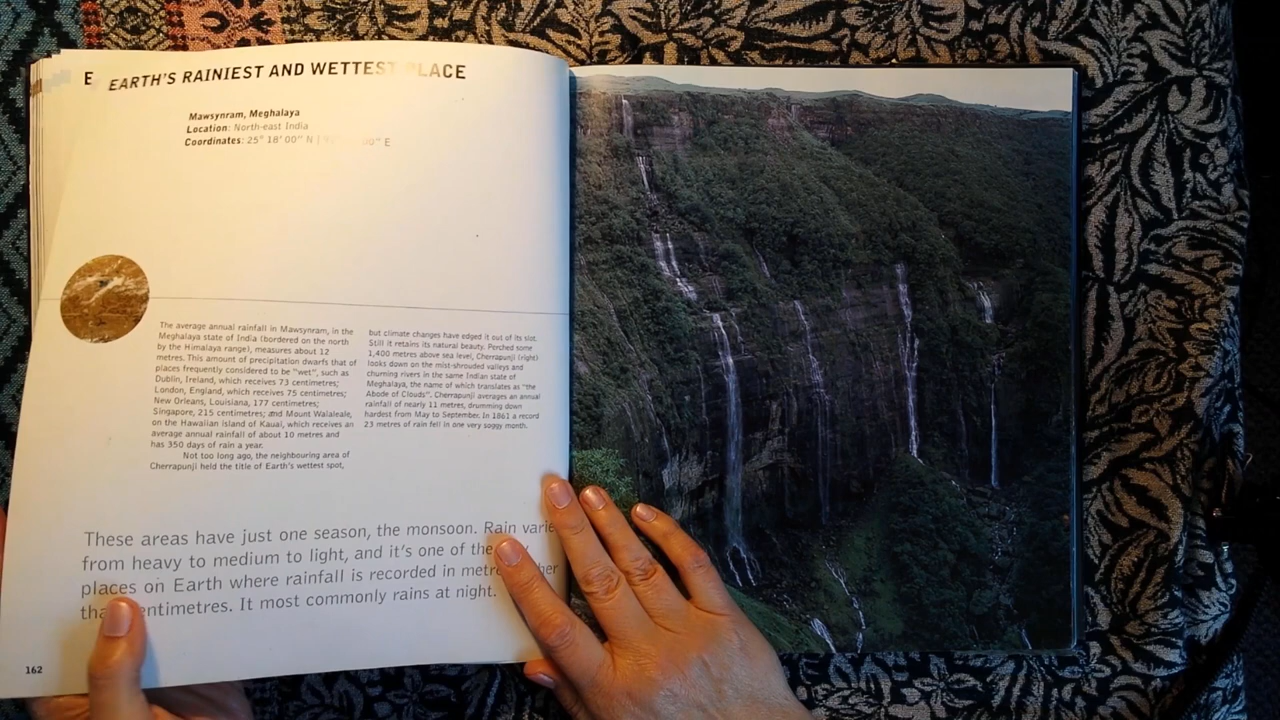 E EARTH'S RAINIEST AND WETTEST PLACE
Mawsynram, Meghalaya
Location: North-east India
Coordinates: 25° 18' 00" N | 00" E
The average annual rainfall in Mawsynram, in the
Meghalaya state of India (bordered on the north
by the Himalaya range), measures about 12
metres. This amount of precipitation dwarfs that of
places frequently considered to be "wet", such as
Dublin, Ireland, which receives 73 centimetres;
London, England, which receives 75 centimetres;
New Orleans, Louisiana, 177 centimetres;
Singapore, 215 centimetres; and Mount Walaleale,
on the Hawaiian island of Kauai, which receives an
average annual rainfall of about 10 metres and
has 350 days of rain a year.
Not too long ago, the neighbouring area of
Cherrapunji held the title of Earth's wettest spot,
but climate changes have edged it out of its slot.
Still it retains its natural beauty. Perched some
1,400 metres above sea level, Cherrapunji (right)
looks down on the mist-shrouded valleys and
churning rivers in the same Indian state of
Meghalaya, the name of which translates as "the
Abode of Clouds". Cherrapunji averages an annual
rainfall of nearly 11 metres, drumming down
hardest from May to September. In 1861 a record
23 metres of rain fell in one very soggy month.
These areas have just one season, the monsoon. Rain varie
from heavy to medium to light, and it's one of the
places on Earth where rainfall is recorded in metre her
tha entimetres. It most commonly rains at night.
162